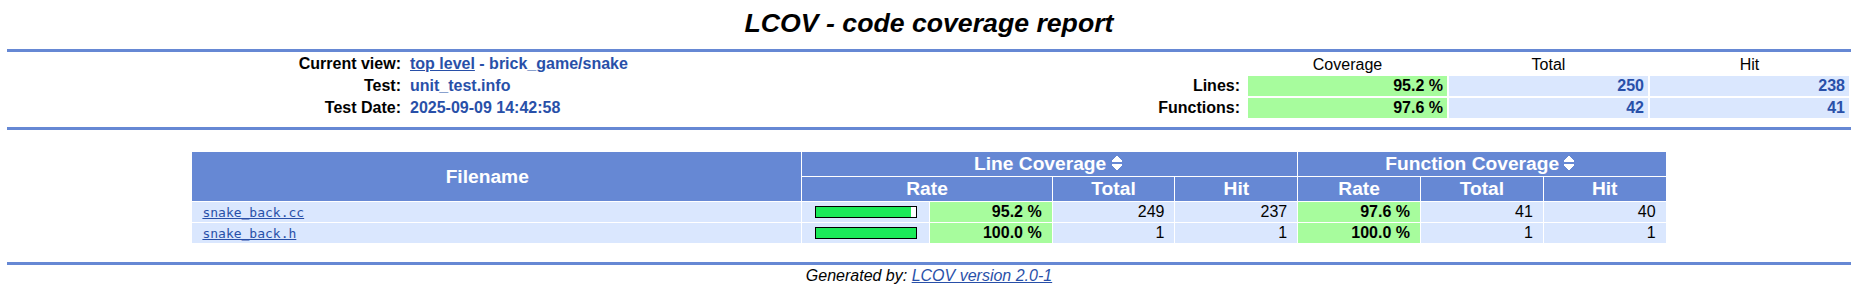 LCOV - code coverage report
Current view: top level - brick_game/snake Coverage Total Hit
Test: unit_test.info Lines: 95.2 % 250 238
Test Date: 2025-09-09 14:42:58 Functions: 97.6 % 42 41
Filename Line Coverage Function Coverage
Rate Total Hit Rate Total Hit
snake_back.cc 95.2 % 249 237 97.6 % 41 40
snake_back.h 100.0 % 1 1 100.0 % 1 1
Generated by: LCOV version 2.0-1